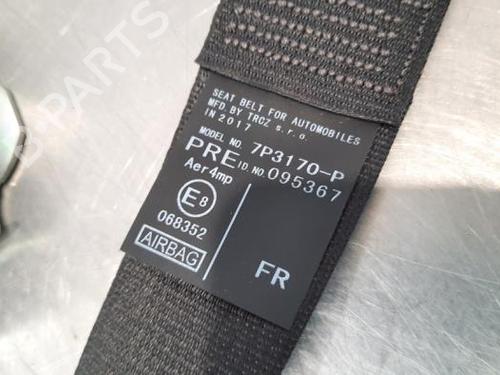 SEAT BELT FOR AUTOMOBILES
MFD. BY TRCZ s.r.o.
IN 2017
MODEL NO. 7P3170-P
PRE ID.NO. 095367
Aer4mp
E8
068352
AIRBAG
FR
B-PARTS